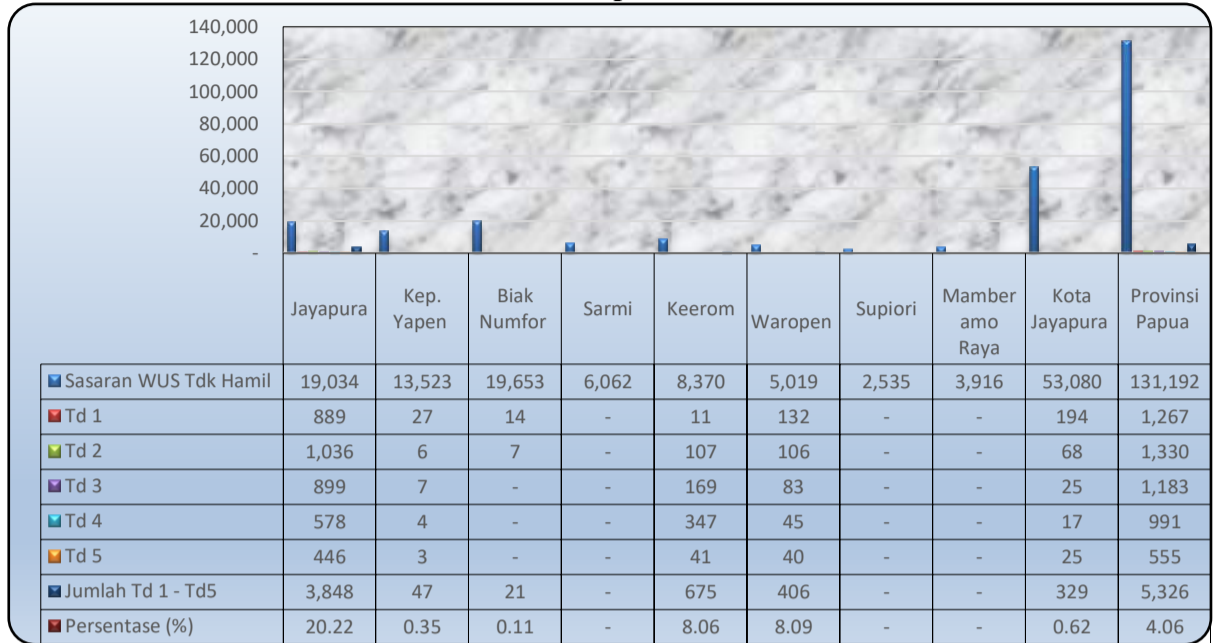 140,000
120,000
100,000
80,000
60,000
40,000
20,000
-
Jayapura Kep. Yapen Biak Numfor Sarmi Keerom Waropen Supiori Mamber amo Raya Kota Jayapura Provinsi Papua
Sasaran WUS Tdk Hamil 19,034 13,523 19,653 6,062 8,370 5,019 2,535 3,916 53,080 131,192
Td 1 889 27 14 - 11 132 - - 194 1,267
Td 2 1,036 6 7 - 107 106 - - 68 1,330
Td 3 899 7 - - 169 83 - - 25 1,183
Td 4 578 4 - - 347 45 - - 17 991
Td 5 446 3 - - 41 40 - - 25 555
Jumlah Td 1 - Td5 3,848 47 21 - 675 406 - - 329 5,326
Persentase (%) 20.22 0.35 0.11 - 8.06 8.09 - - 0.62 4.06